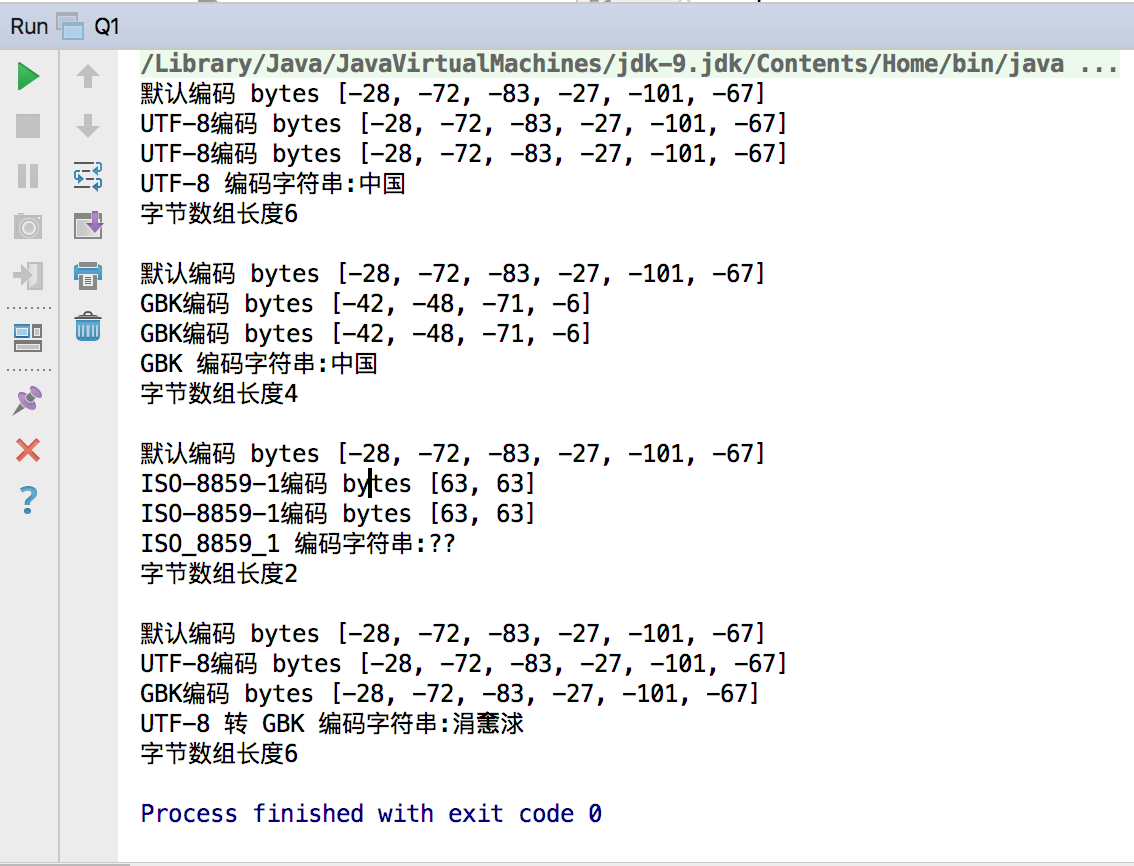 Run Q1
/Library/Java/JavaVirtualMachines/jdk-9.jdk/Contents/Home/bin/java ...
默认编码 bytes [-28, -72, -83, -27, -101, -67]
UTF-8编码 bytes [-28, -72, -83, -27, -101, -67]
UTF-8编码 bytes [-28, -72, -83, -27, -101, -67]
UTF-8 编码字符串:中国
字节数组长度6
默认编码 bytes [-28, -72, -83, -27, -101, -67]
GBK编码 bytes [-42, -48, -71, -6]
GBK编码 bytes [-42, -48, -71, -6]
GBK 编码字符串:中国
字节数组长度4
默认编码 bytes [-28, -72, -83, -27, -101, -67]
ISO-8859-1编码 bytes [63, 63]
ISO-8859-1编码 bytes [63, 63]
ISO_8859_1 编码字符串:??
字节数组长度2
默认编码 bytes [-28, -72, -83, -27, -101, -67]
UTF-8编码 bytes [-28, -72, -83, -27, -101, -67]
GBK编码 bytes [-28, -72, -83, -27, -101, -67]
UTF-8 转 GBK 编码字符串:涓浗
字节数组长度6
Process finished with exit code 0
?